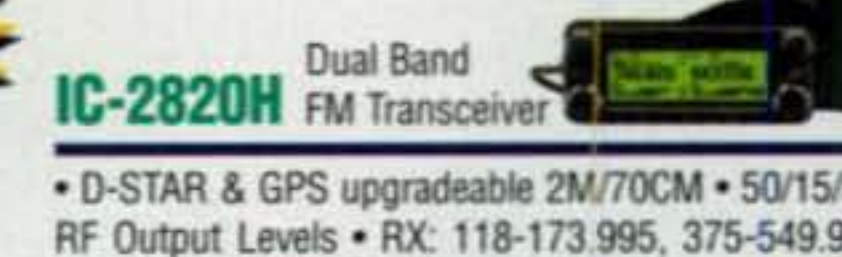 Dual Band
IC-2820H FM Transceiver
• D-STAR & GPS upgradeable 2M/70CM • 50/15/
RF Output Levels • RX: 118-173.995, 375-549.9